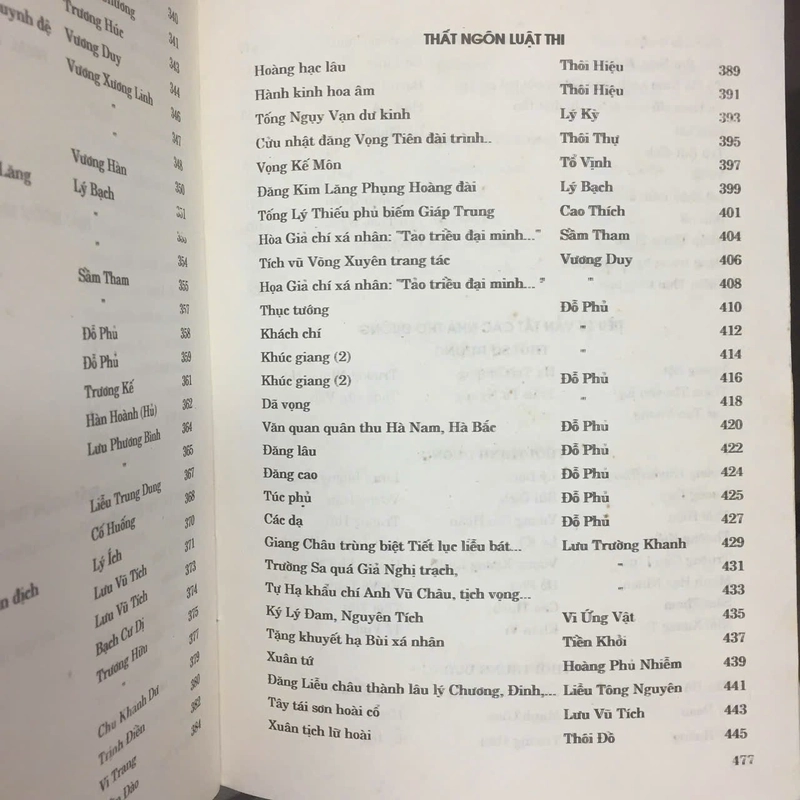 uynh đệ
340
Trương Húc 341
Vương Duy 343
Vương Xương Linh 344
" 346
" 347
Vương Hàn 348
Lăng Lý Bạch 350
" 351
" 353
" 354
Sầm Tham 355
" 357
Đỗ Phủ 358
Đỗ Phủ 359
Trương Kế 361
Hàn Hoành (Hủ) 362
Lưu Phương Bình 364
" 365
367
Liễu Trung Dung 368
Cố Huống 370
Lý Ích 371
Lưu Vũ Tích 373
n dịch Lưu Vũ Tích 374
Bạch Cư Dị 375
Trương Hữu 377
" 379
Chu Khánh Dư 380
Trịnh Điền 382
Vi Trang 384
Đào
THẤT NGÔN LUẬT THI
Hoàng hạc lâu Thôi Hiệu 389
Hành kinh hoa âm Thôi Hiệu 391
Tống Ngụy Vạn dư kinh Lý Kỳ 393
Cửu nhật đăng Vọng Tiên đài trình.. Thôi Thự 395
Vọng Kế Môn Tổ Vịnh 397
Đăng Kim Lăng Phụng Hoàng đài Lý Bạch 399
Tống Lý Thiếu phủ biếm Giáp Trung Cao Thích 401
Hòa Giả chí xá nhân: "Tảo triều đại minh..." Sầm Tham 404
Tích vũ Võng Xuyên trang tác Vương Duy 406
Họa Giả chí xá nhân: "Tảo triều đại minh... " " 408
Thục tướng Đỗ Phủ 410
Khách chí " 412
Khúc giang (2) " 414
Khúc giang (2) Đỗ Phủ 416
Dã vọng " 418
Văn quan quân thu Hà Nam, Hà Bắc Đỗ Phủ 420
Đăng lâu Đỗ Phủ 422
Đăng cao Đỗ Phủ 424
Túc phủ Đỗ Phủ 425
Các dạ Đỗ Phủ 427
Giang Châu trùng biệt Tiết lục liễu bát... Lưu Trường Khanh 429
Trường Sa quá Giả Nghị trạch, " 431
Tự Hạ khẩu chí Anh Vũ Châu, tịch vọng... " 433
Ký Lý Đam, Nguyên Tích Vi Ứng Vật 435
Tặng khuyết hạ Bùi xá nhân Tiền Khởi 437
Xuân tứ Hoàng Phủ Nhiễm 439
Đăng Liễu châu thành lâu lý Chương, Đinh,... Liễu Tông Nguyên 441
Tây tái sơn hoài cổ Lưu Vũ Tích 443
Xuân tịch lữ hoài Thôi Đồ 445
477